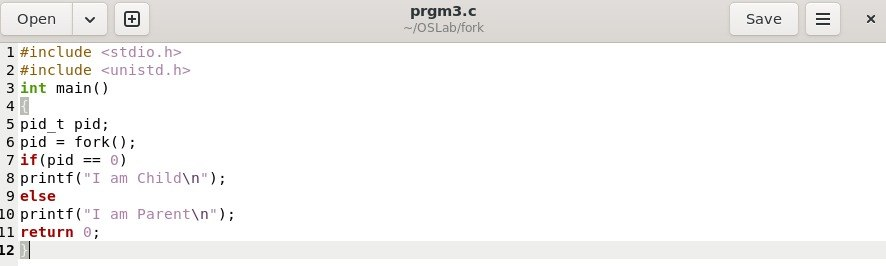 Open
prgm3.c
~/OSLab/fork
Save
1 #include <stdio.h>
2 #include <unistd.h>
3 int main()
4 {
5 pid_t pid;
6 pid = fork();
7 if(pid == 0)
8 printf("I am Child\n");
9 else
10 printf("I am Parent\n");
11 return 0;
12 }